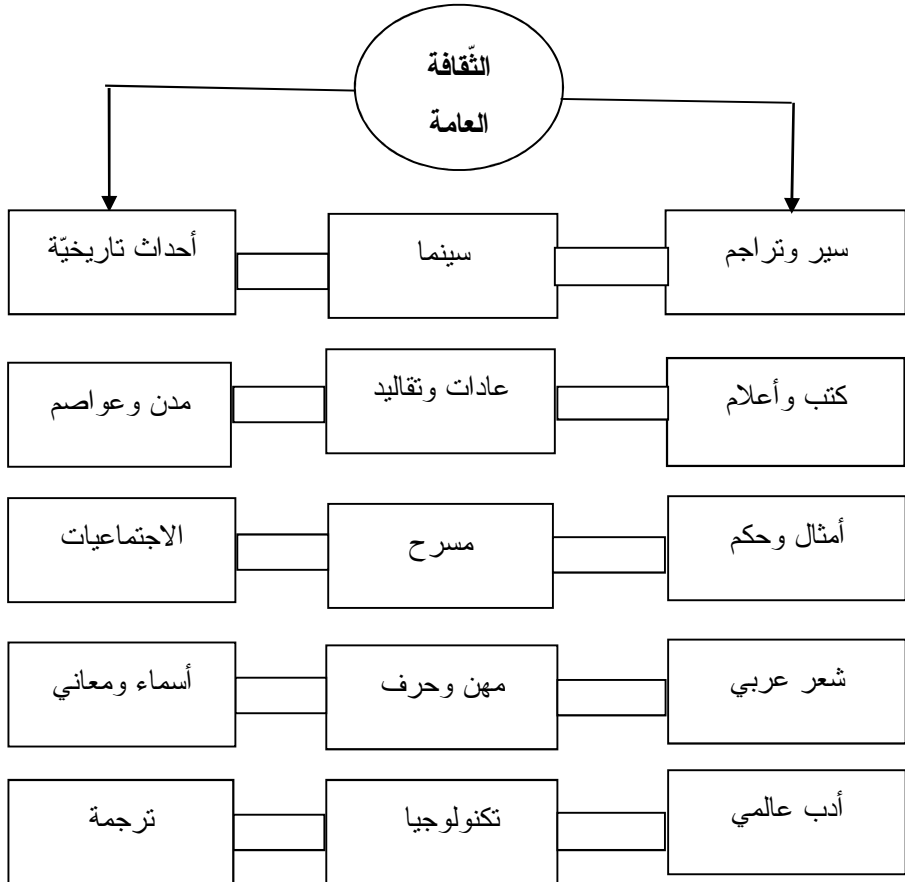 الثّقافة
العامة
سير وتراجم
سينما
أحداث تاريخيّة
كتب وأعلام
عادات وتقاليد
مدن وعواصم
أمثال وحكم
مسرح
الاجتماعيات
شعر عربي
مهن وحرف
أسماء ومعاني
أدب عالمي
تكنولوجيا
ترجمة